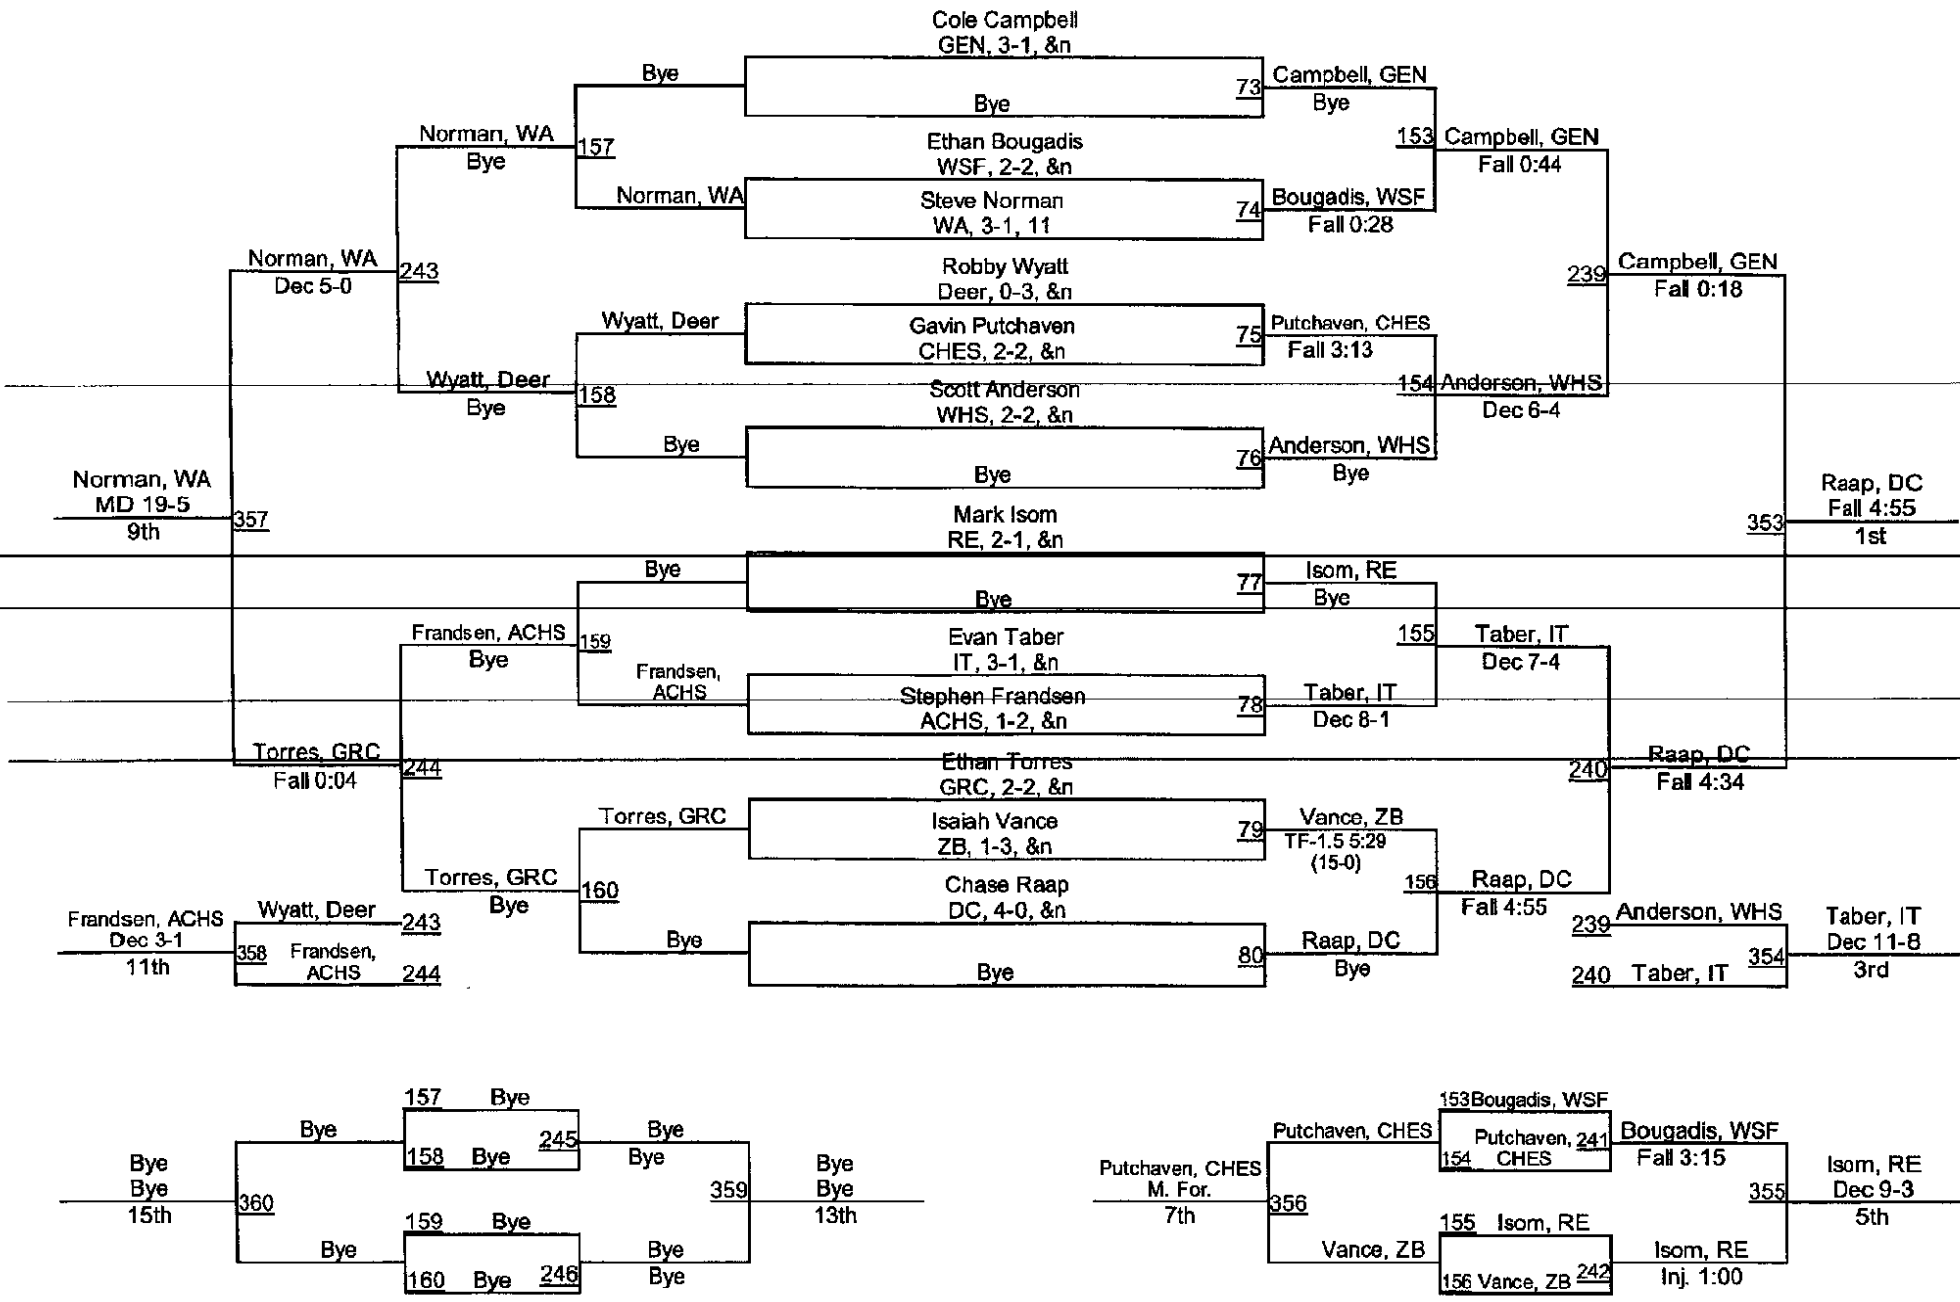 Cole Campbell
GEN, 3-1, &n
Bye
73
Campbell, GEN
Bye
Bye
Norman, WA
Bye
157
153
Campbell, GEN
Fall 0:44
Ethan Bougadis
WSF, 2-2, &n
Norman, WA
Steve Norman
WA, 3-1, 11
74
Bougadis, WSF
Fall 0:28
Norman, WA
Dec 5-0
243
239
Campbell, GEN
Fall 0:18
Robby Wyatt
Deer, 0-3, &n
Wyatt, Deer
Gavin Putchaven
CHES, 2-2, &n
75
Putchaven, CHES
Fall 3:13
Wyatt, Deer
Bye
158
154
Anderson, WHS
Dec 6-4
Scott Anderson
WHS, 2-2, &n
Bye
Bye
76
Anderson, WHS
Bye
Norman, WA
MD 19-5
9th
357
353
Raap, DC
Fall 4:55
1st
Mark Isom
RE, 2-1, &n
Bye
Bye
77
Isom, RE
Bye
Frandsen, ACHS
Bye
159
155
Taber, IT
Dec 7-4
Evan Taber
IT, 3-1, &n
Frandsen,
ACHS
Stephen Frandsen
ACHS, 1-2, &n
78
Taber, IT
Dec 8-1
Torres, GRC
Fall 0:04
244
240
Raap, DC
Fall 4:34
Ethan Torres
GRC, 2-2, &n
Torres, GRC
Isaiah Vance
ZB, 1-3, &n
79
Vance, ZB
TF-1.5 5:29
(15-0)
Torres, GRC
Bye
160
156
Raap, DC
Fall 4:55
Chase Raap
DC, 4-0, &n
Bye
Bye
80
Raap, DC
Bye
Frandsen, ACHS
Dec 3-1
11th
Wyatt, Deer
243
358
Frandsen,
ACHS
244
239
Anderson, WHS
354
240
Taber, IT
Taber, IT
Dec 11-8
3rd
157
Bye
Bye
158
Bye
245
Bye
Bye
Bye
Bye
15th
360
359
Bye
Bye
13th
159
Bye
Bye
160
Bye
246
Bye
Bye
153
Bougadis, WSF
Putchaven, CHES
Putchaven,
CHES
154
241
Bougadis, WSF
Fall 3:15
Putchaven, CHES
M. For.
7th
356
355
Isom, RE
Dec 9-3
5th
155
Isom, RE
Vance, ZB
156
Vance, ZB
242
Isom, RE
Inj. 1:00